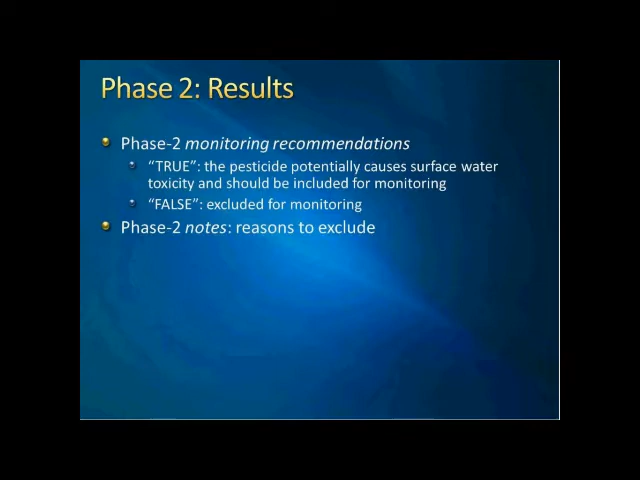 Phase 2: Results
Phase-2 monitoring recommendations
“TRUE”: the pesticide potentially causes surface water
toxicity and should be included for monitoring
“FALSE”: excluded for monitoring
Phase-2 notes: reasons to exclude